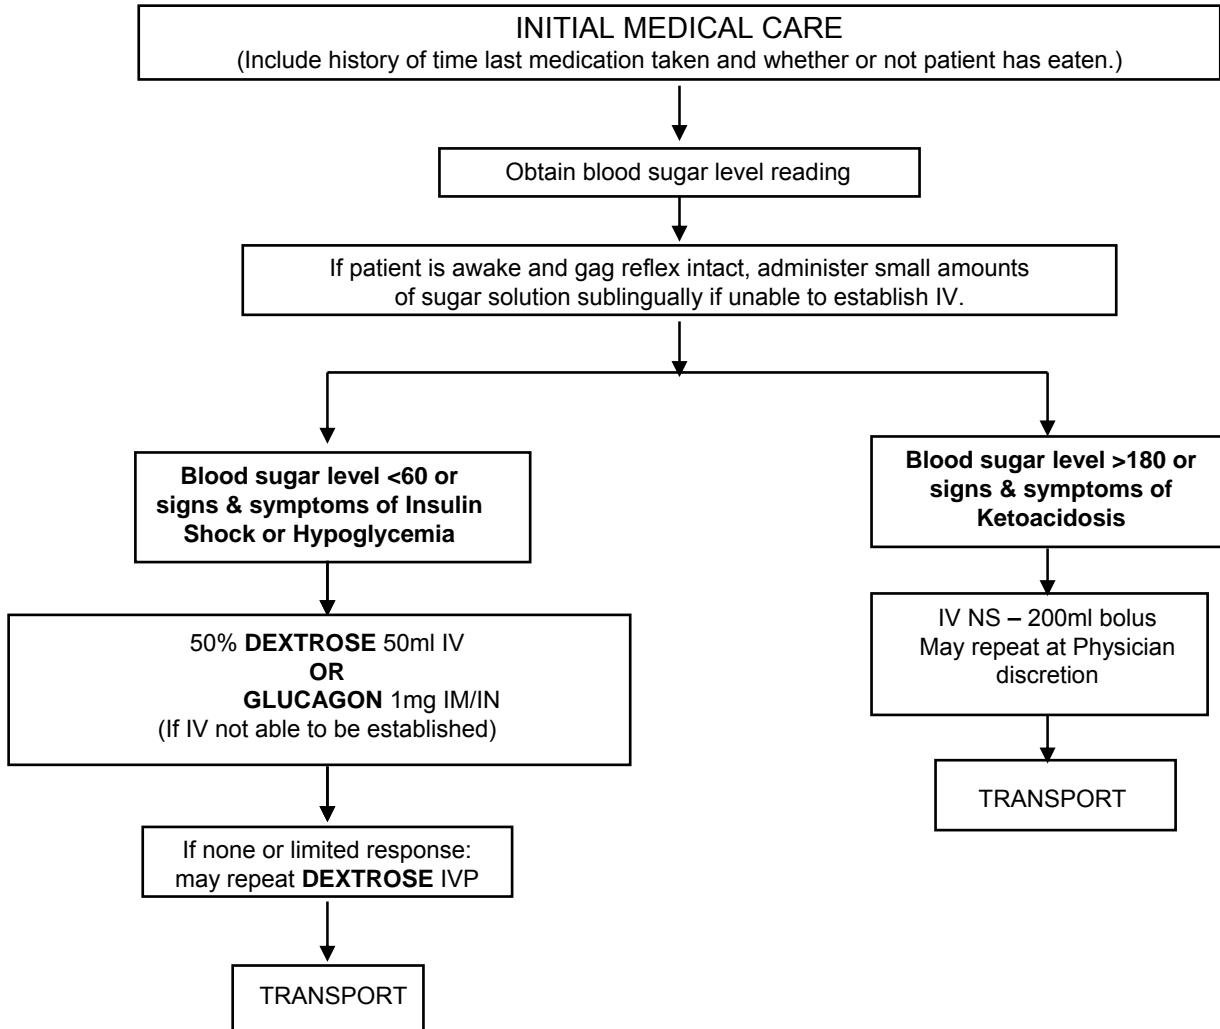 INITIAL MEDICAL CARE
(Include history of time last medication taken and whether or not patient has eaten.)
Obtain blood sugar level reading
If patient is awake and gag reflex intact, administer small amounts
of sugar solution sublingually if unable to establish IV.
Blood sugar level <60 or
signs & symptoms of Insulin
Shock or Hypoglycemia
50% DEXTROSE 50ml IV
OR
GLUCAGON 1mg IM/IN
(If IV not able to be established)
If none or limited response:
may repeat DEXTROSE IVP
TRANSPORT
Blood sugar level >180 or
signs & symptoms of
Ketoacidosis
IV NS – 200ml bolus
May repeat at Physician
discretion
TRANSPORT